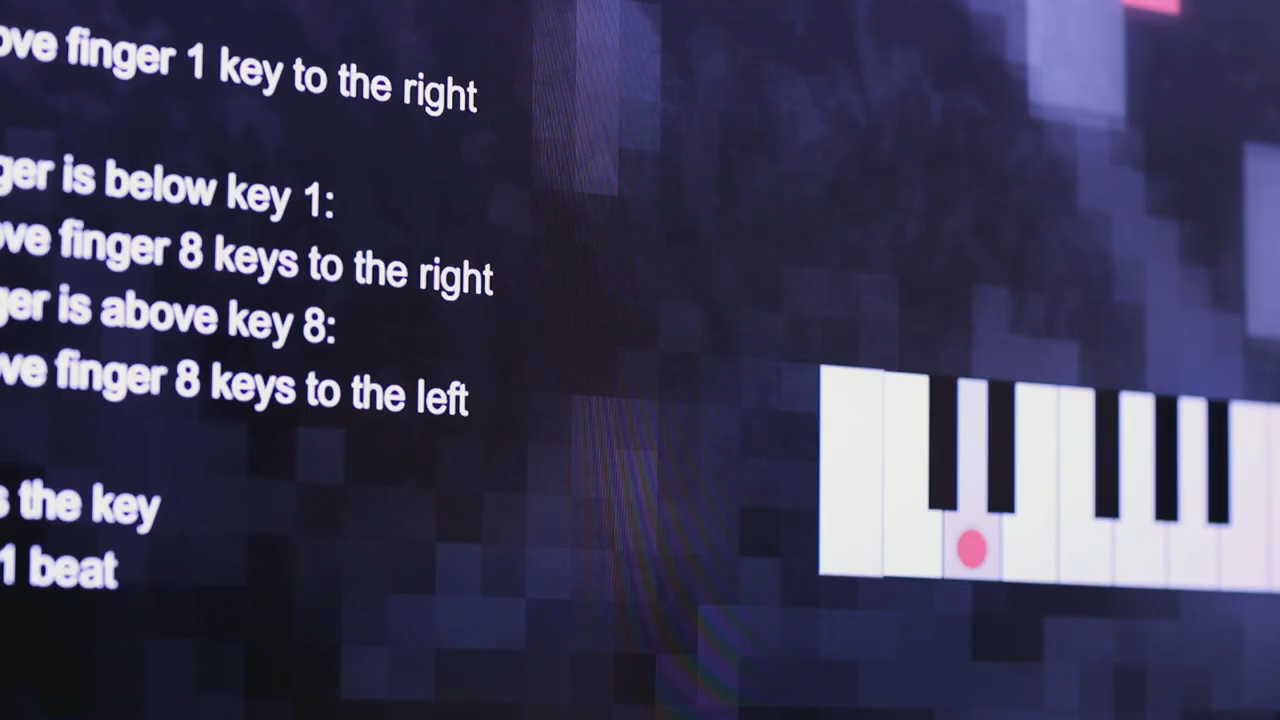 ove finger 1 key to the right
ger is below key 1:
ove finger 8 keys to the right
ger is above key 8:
ve finger 8 keys to the left
s the key
1 beat